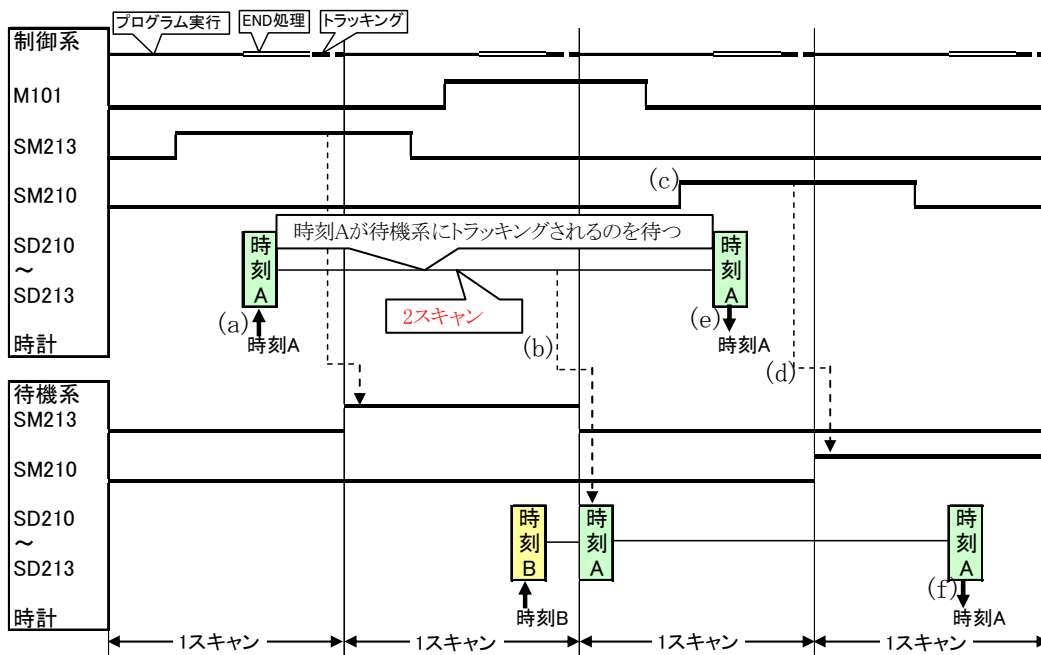 プログラム実行
END処理
トラッキング
制御系
M101
SM213
SM210
(c)
SD210
～
SD213
時計
時刻A
時刻Aが待機系にトラッキングされるのを待つ
時刻A
2スキャン
(a)
(b)
(e)
(d)
時刻A
時刻A
待機系
SM213
SM210
SD210
～
SD213
時計
時刻B
時刻A
時刻A
(f)
時刻B
時刻A
1スキャン
1スキャン
1スキャン
1スキャン